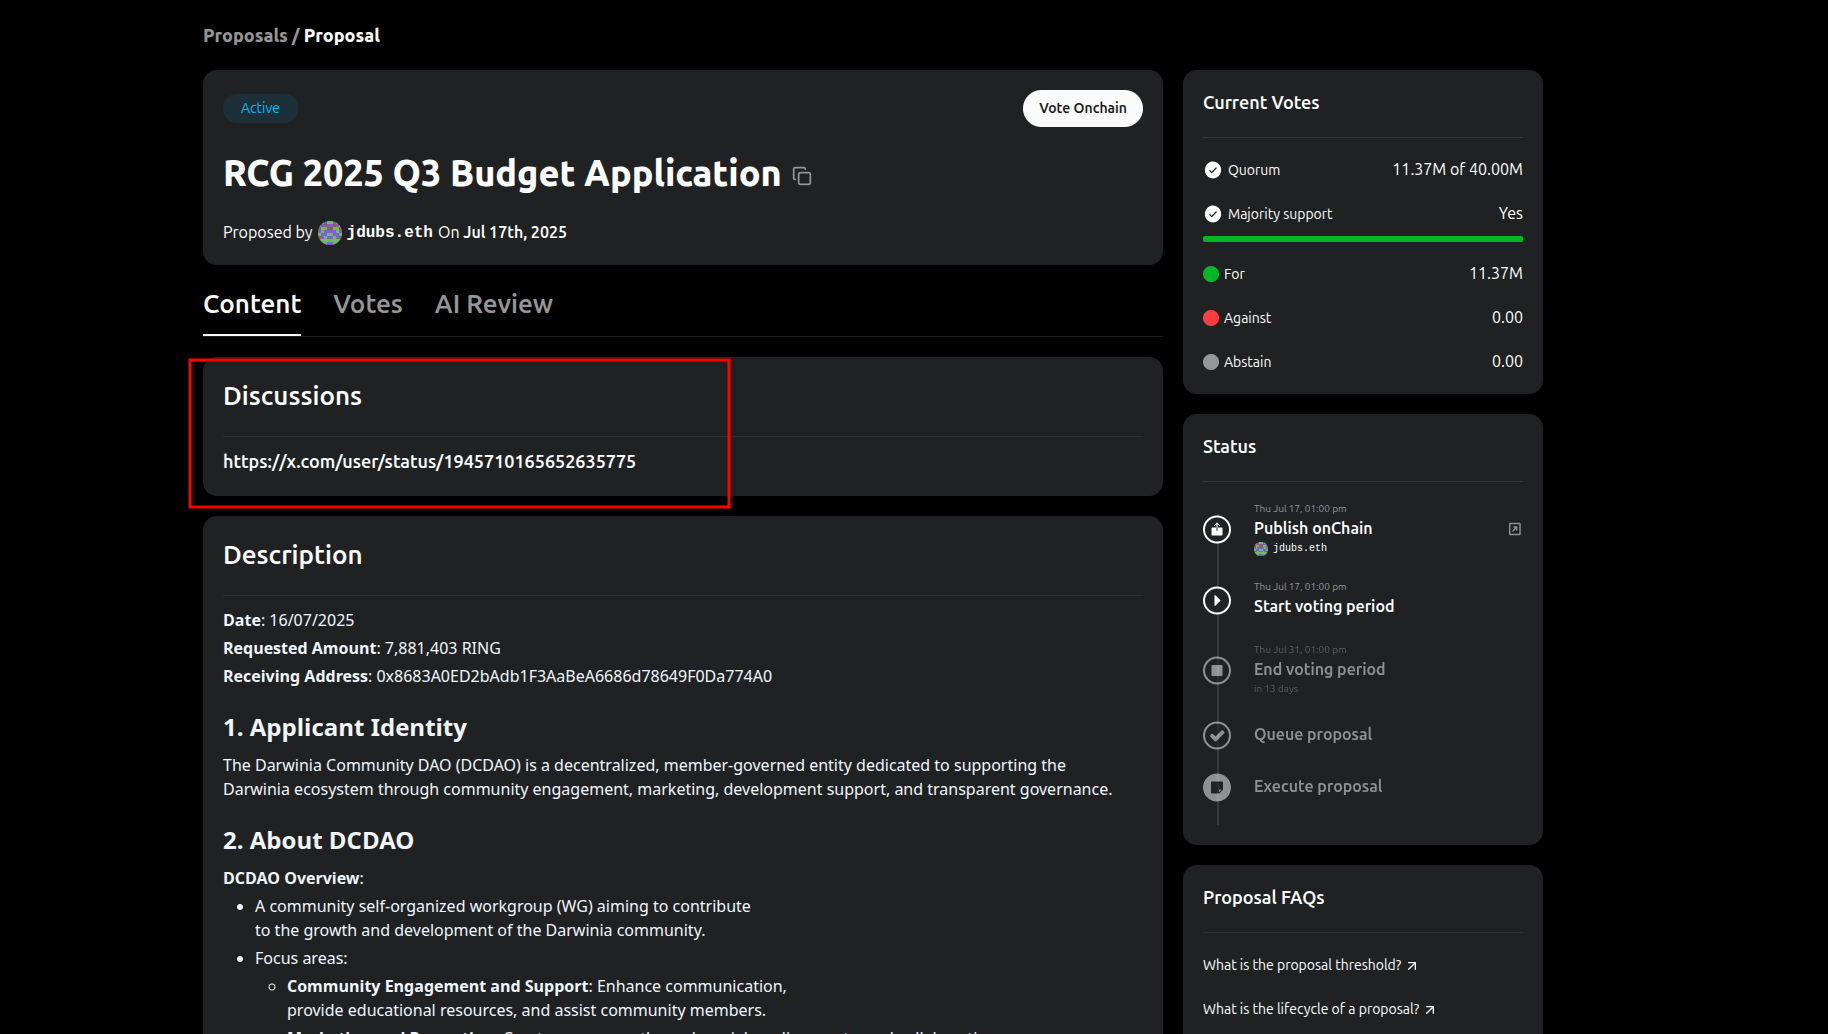 Proposals / Proposal
Active
Vote Onchain
RCG 2025 Q3 Budget Application
Proposed by jdubs.eth On Jul 17th, 2025
Content Votes AI Review
Discussions
https://x.com/user/status/1945710165652635775
Description
Date: 16/07/2025
Requested Amount: 7,881,403 RING
Receiving Address: 0x8683A0ED2bAdb1F3AaBeA6686d78649F0Da774A0
1. Applicant Identity
The Darwinia Community DAO (DCDAO) is a decentralized, member-governed entity dedicated to supporting the
Darwinia ecosystem through community engagement, marketing, development support, and transparent governance.
2. About DCDAO
DCDAO Overview:
• A community self-organized workgroup (WG) aiming to contribute
to the growth and development of the Darwinia community.
• Focus areas:
◦ Community Engagement and Support: Enhance communication,
provide educational resources, and assist community members.
Current Votes
Quorum 11.37M of 40.00M
Majority support Yes
For 11.37M
Against 0.00
Abstain 0.00
Status
Thu Jul 17, 01:00 pm
Publish onChain
jdubs.eth
Thu Jul 17, 01:00 pm
Start voting period
Thu Jul 31, 01:00 pm
End voting period
in 13 days
Queue proposal
Execute proposal
Proposal FAQs
What is the proposal threshold?
What is the lifecycle of a proposal?